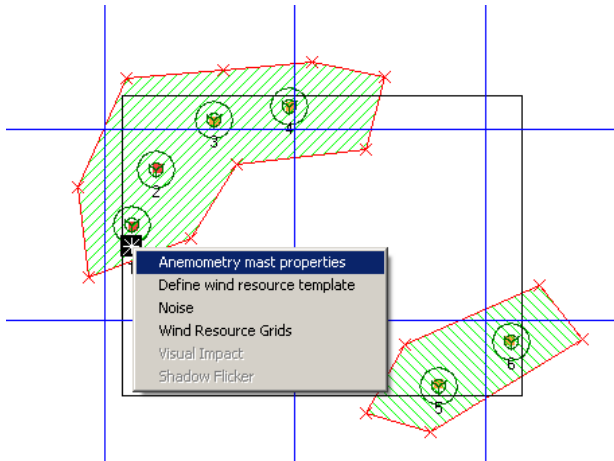 4
3
2
Anemometry mast properties
Define wind resource template
Noise
Wind Resource Grids
Visual Impact
Shadow Flicker
6
5